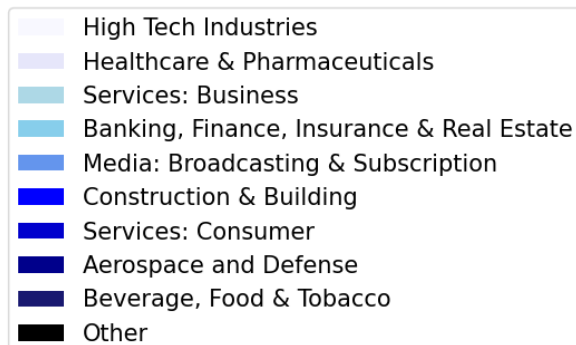 High Tech Industries
Healthcare & Pharmaceuticals
Services: Business
Banking, Finance, Insurance & Real Estate
Media: Broadcasting & Subscription
Construction & Building
Services: Consumer
Aerospace and Defense
Beverage, Food & Tobacco
Other